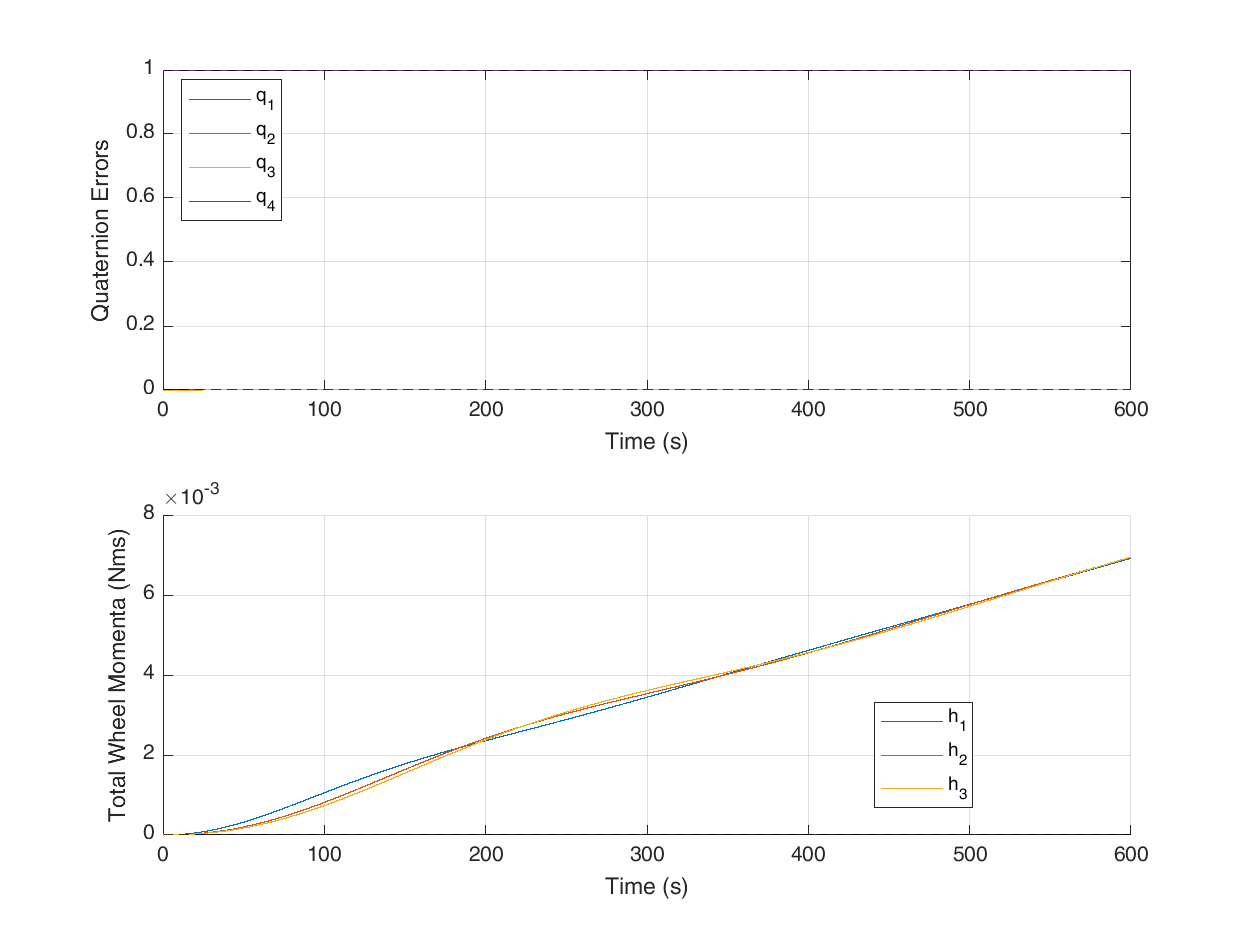 1
0.8
0.6
0.4
0.2
0
Quaternion Errors
q1
q2
q3
q4
0 100 200 300 400 500 600
Time (s)
×10-3
8
6
4
2
0
Total Wheel Momenta (Nms)
h1
h2
h3
0 100 200 300 400 500 600
Time (s)